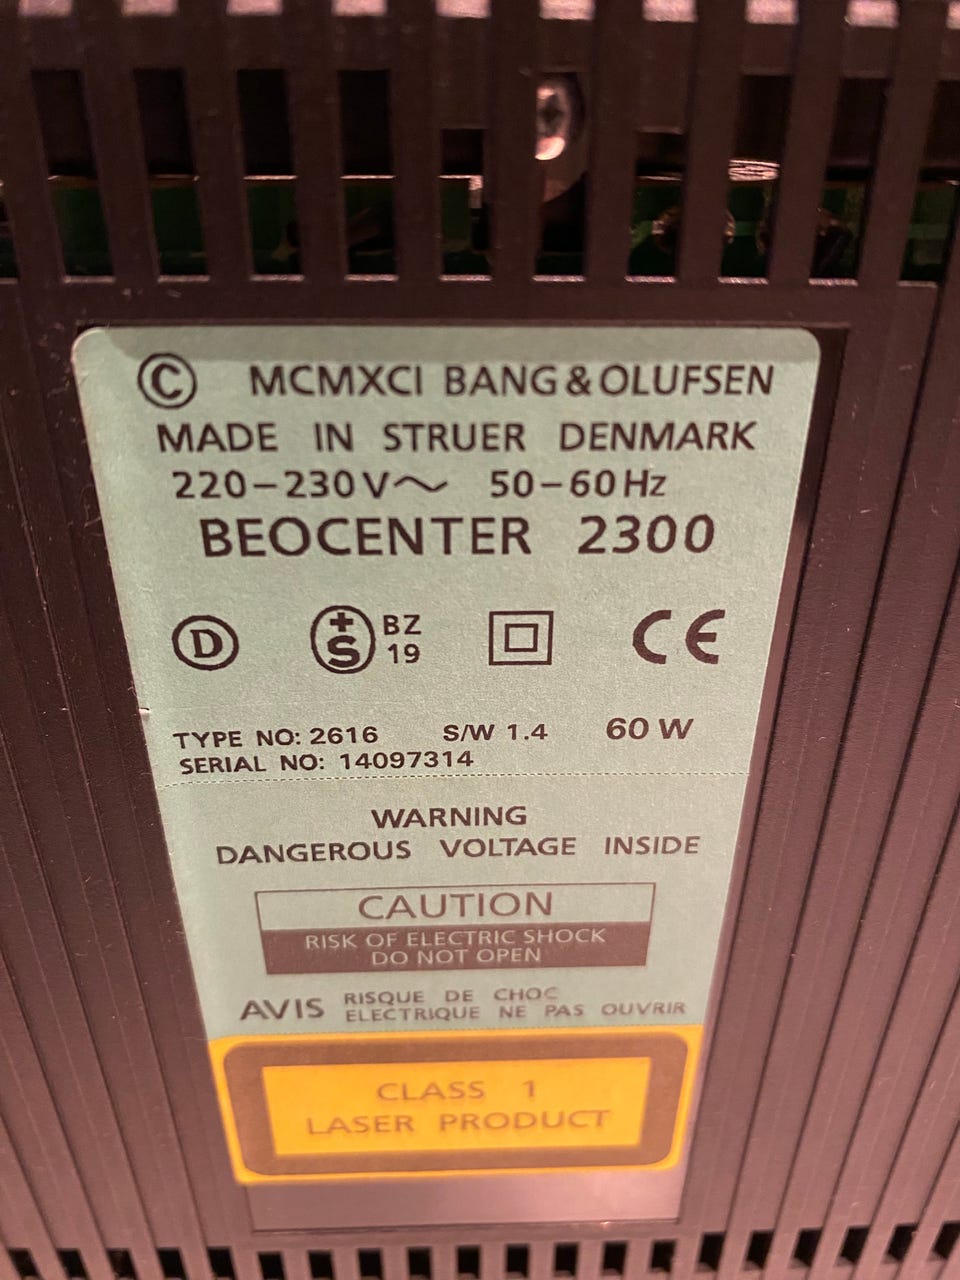 © MCMXCI BANG & OLUFSEN
MADE IN STRUER DENMARK
220–230V~ 50–60Hz
BEOCENTER 2300
D +S BZ 19 CE
TYPE NO: 2616 S/W 1.4 60 W
SERIAL NO: 14097314
WARNING
DANGEROUS VOLTAGE INSIDE
CAUTION
RISK OF ELECTRIC SHOCK
DO NOT OPEN
AVIS RISQUE DE CHOC
ELECTRIQUE NE PAS OUVRIR
CLASS 1
LASER PRODUCT